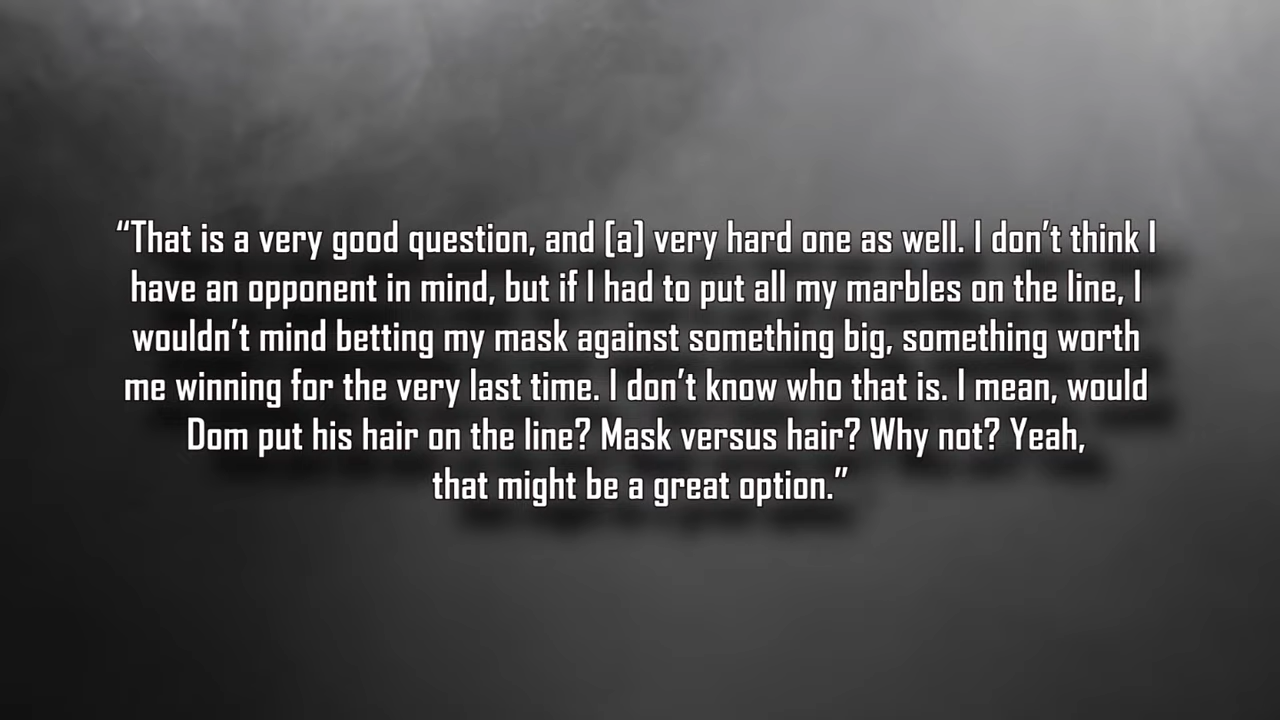 “That is a very good question, and [a] very hard one as well. I don’t think I
have an opponent in mind, but if I had to put all my marbles on the line, I
wouldn’t mind betting my mask against something big, something worth
me winning for the very last time. I don’t know who that is. I mean, would
Dom put his hair on the line? Mask versus hair? Why not? Yeah,
that might be a great option.”